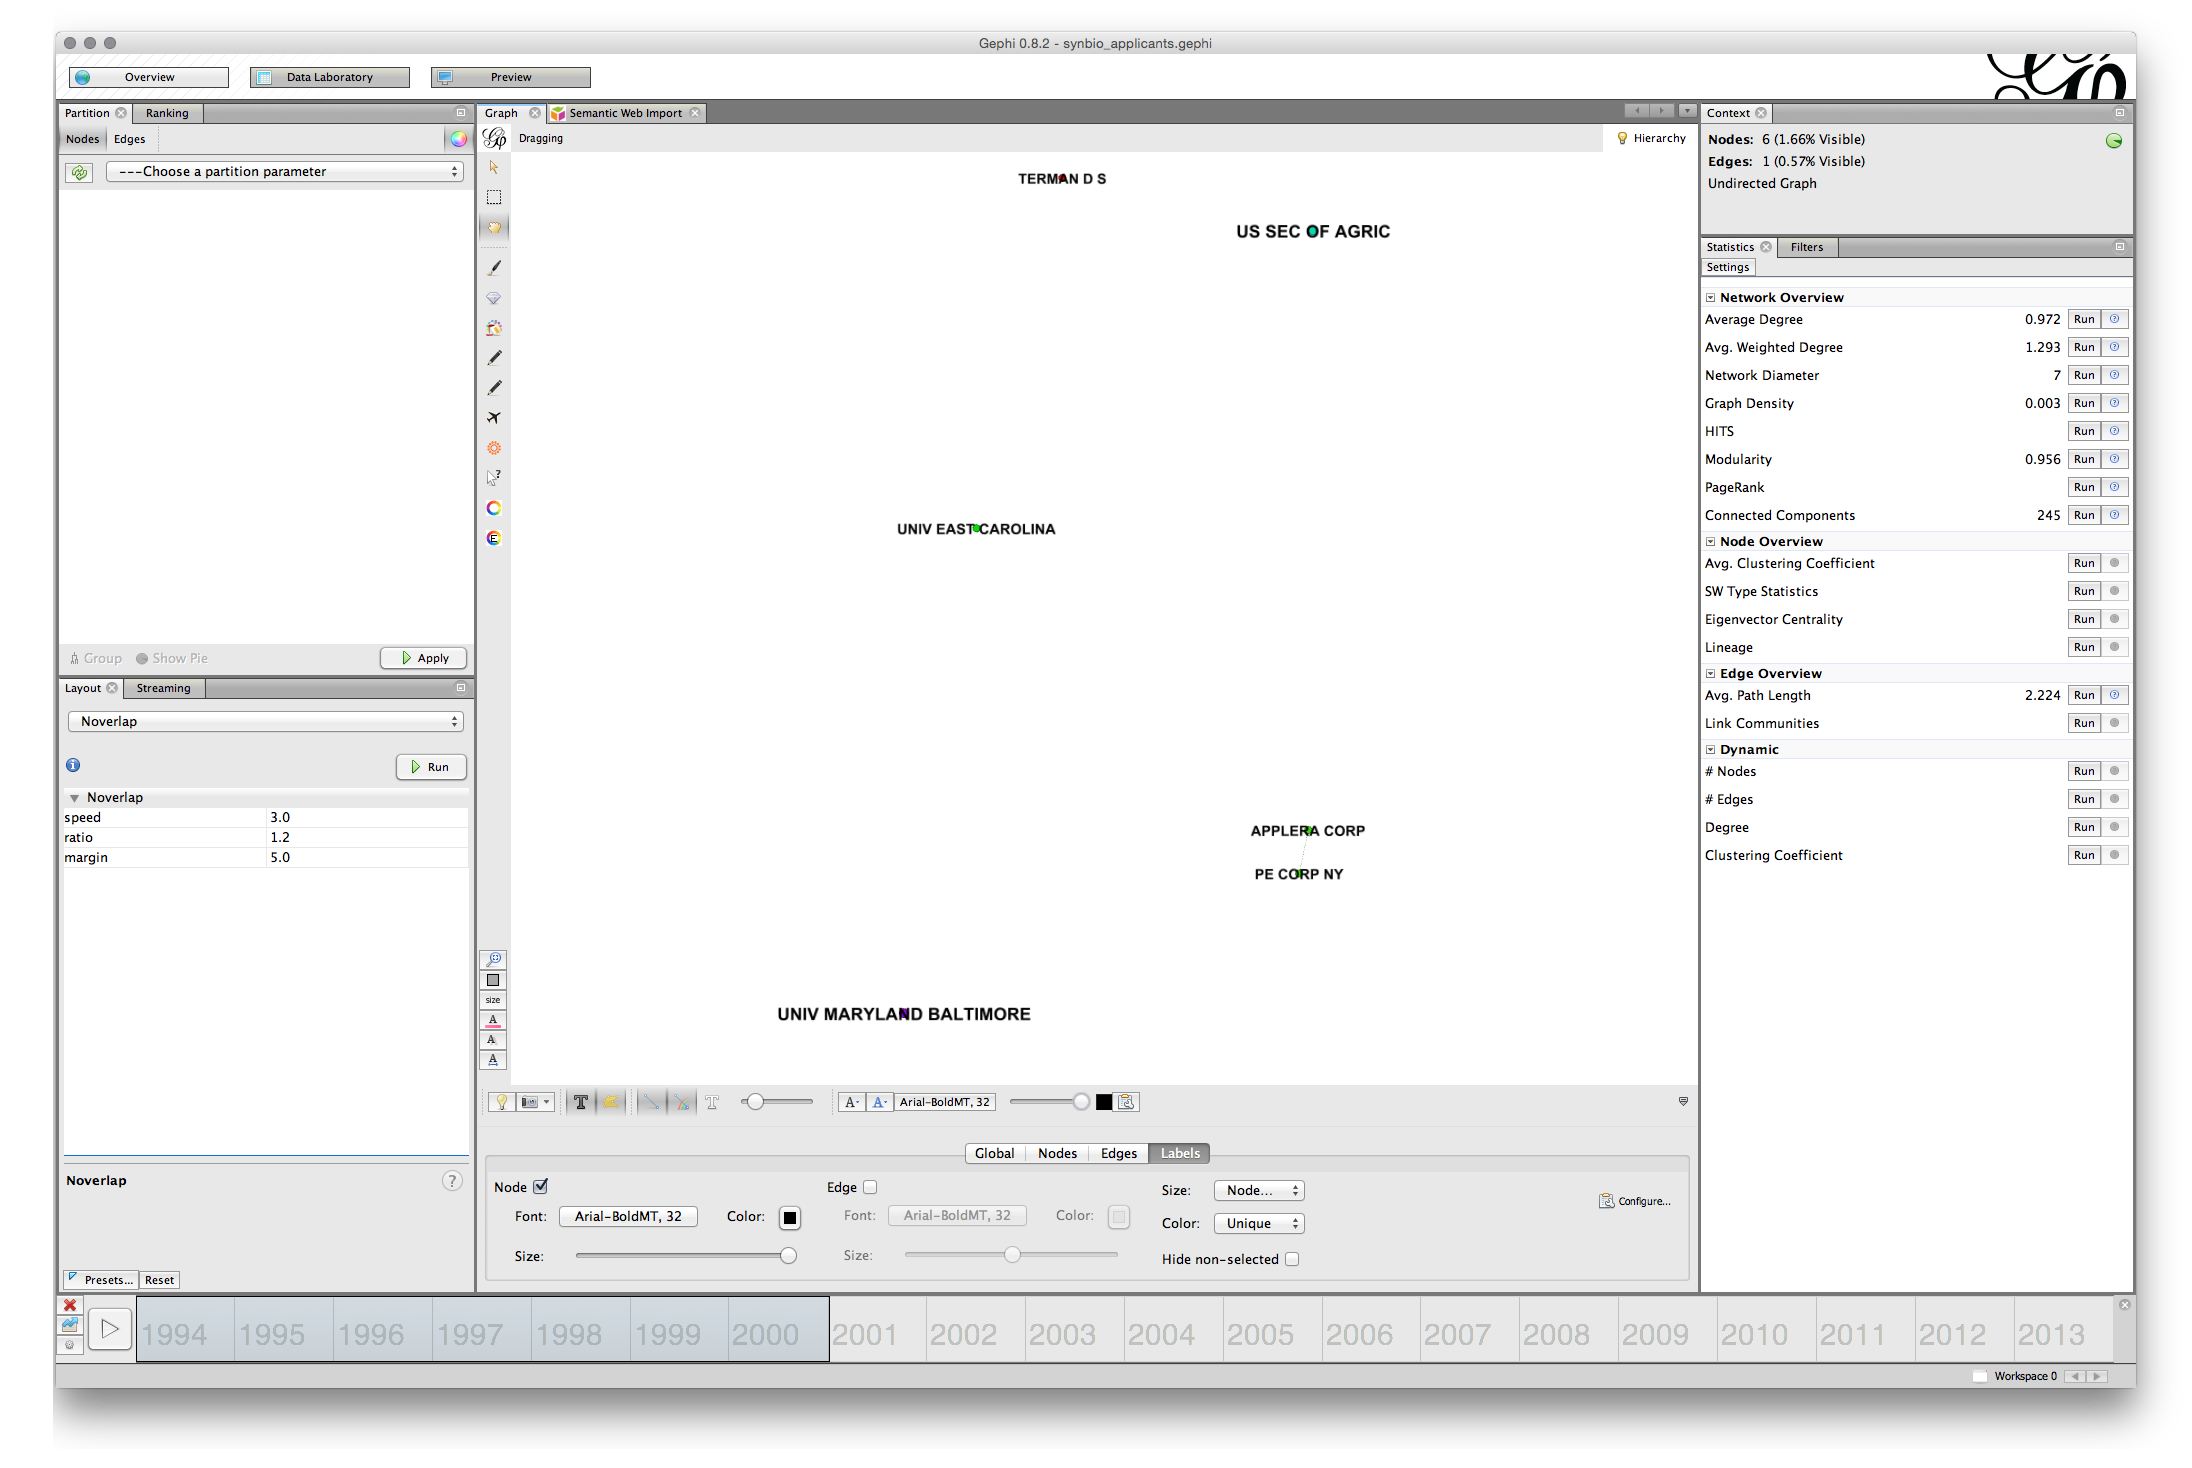 Gephi 0.8.2 - synbio_applicants.gephi
Overview
Data Laboratory
Preview
Partition
Ranking
Nodes
Edges
---Choose a partition parameter
Group
Show Pie
Apply
Layout
Streaming
Noverlap
Run
Noverlap
speed 3.0
ratio 1.2
margin 5.0
Noverlap
?
Presets...
Reset
Graph
Semantic Web Import
Dragging
Hierarchy
TERMAN D S
US SEC OF AGRIC
UNIV EAST CAROLINA
APPLERA CORP
PE CORP NY
UNIV MARYLAND BALTIMORE
size
A
A
A
T
T
A-
A-
Arial-BoldMT, 32
Global
Nodes
Edges
Labels
Node
Font: Arial-BoldMT, 32 Color:
Size:
Edge
Font: Arial-BoldMT, 32 Color:
Size:
Size: Node...
Color: Unique
Hide non-selected
Configure...
Context
Nodes: 6 (1.66% Visible)
Edges: 1 (0.57% Visible)
Undirected Graph
Statistics
Filters
Settings
Network Overview
Average Degree 0.972 Run
Avg. Weighted Degree 1.293 Run
Network Diameter 7 Run
Graph Density 0.003 Run
HITS Run
Modularity 0.956 Run
PageRank Run
Connected Components 245 Run
Node Overview
Avg. Clustering Coefficient Run
SW Type Statistics Run
Eigenvector Centrality Run
Lineage Run
Edge Overview
Avg. Path Length 2.224 Run
Link Communities Run
Dynamic
# Nodes Run
# Edges Run
Degree Run
Clustering Coefficient Run
1994 1995 1996 1997 1998 1999 2000 2001 2002 2003 2004 2005 2006 2007 2008 2009 2010 2011 2012 2013
Workspace 0